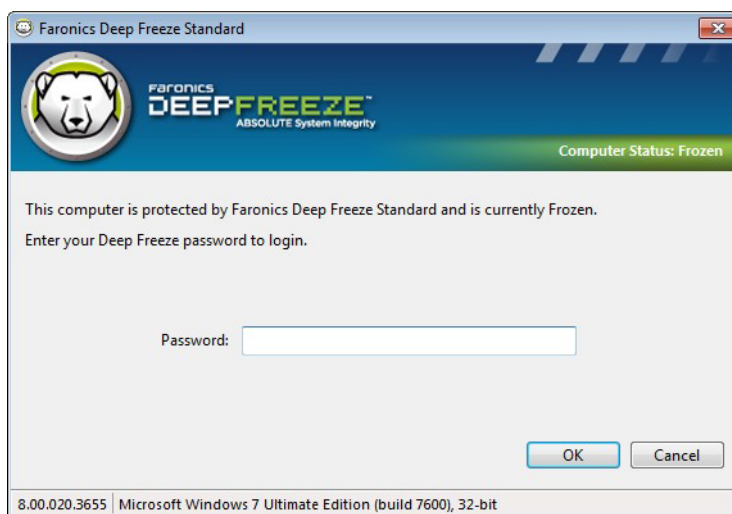 Faronics Deep Freeze Standard
FARONICS
DEEPFREEZE™
ABSOLUTE System Integrity
Computer Status: Frozen
This computer is protected by Faronics Deep Freeze Standard and is currently Frozen.
Enter your Deep Freeze password to login.
Password:
OK
Cancel
8.00.020.3655
Microsoft Windows 7 Ultimate Edition (build 7600), 32-bit